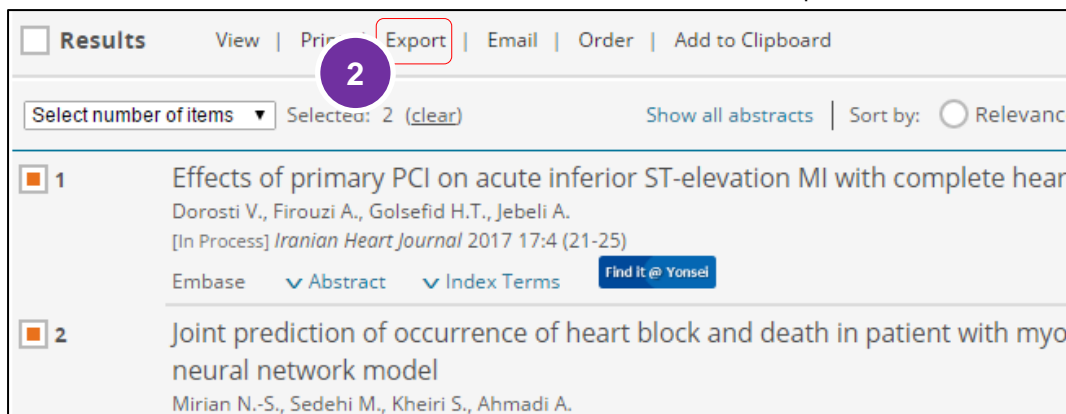 Results View | Prin Export | Email | Order | Add to Clipboard
2
Select number of items ▼ Selected: 2 (clear) Show all abstracts | Sort by: Relevanc
1 Effects of primary PCI on acute inferior ST-elevation MI with complete hear
Dorosti V., Firouzi A., Golsefid H.T., Jebeli A.
[In Process] Iranian Heart Journal 2017 17:4 (21-25)
Embase Abstract Index Terms Find it @ Yonsei
2 Joint prediction of occurrence of heart block and death in patient with myo
neural network model
Mirian N.-S., Sedehi M., Kheiri S., Ahmadi A.